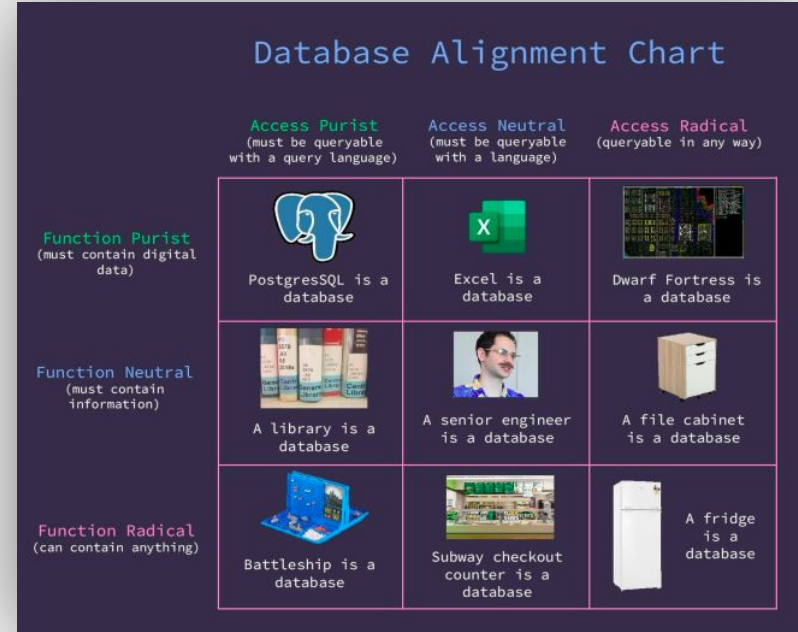 Database Alignment Chart
Access Purist
(must be queryable
with a query language)
Access Neutral
(must be queryable
with a language)
Access Radical
(queryable in any way)
Function Purist
(must contain digital
data)
X
PostgresSQL is a
database
Excel is a
database
Dwarf Fortress is
a database
Function Neutral
(must contain
information)
A library is a
database
A senior engineer
is a database
A file cabinet
is a database
Function Radical
(can contain anything)
Battleship is a
database
Subway checkout
counter is a
database
A fridge
is a
database